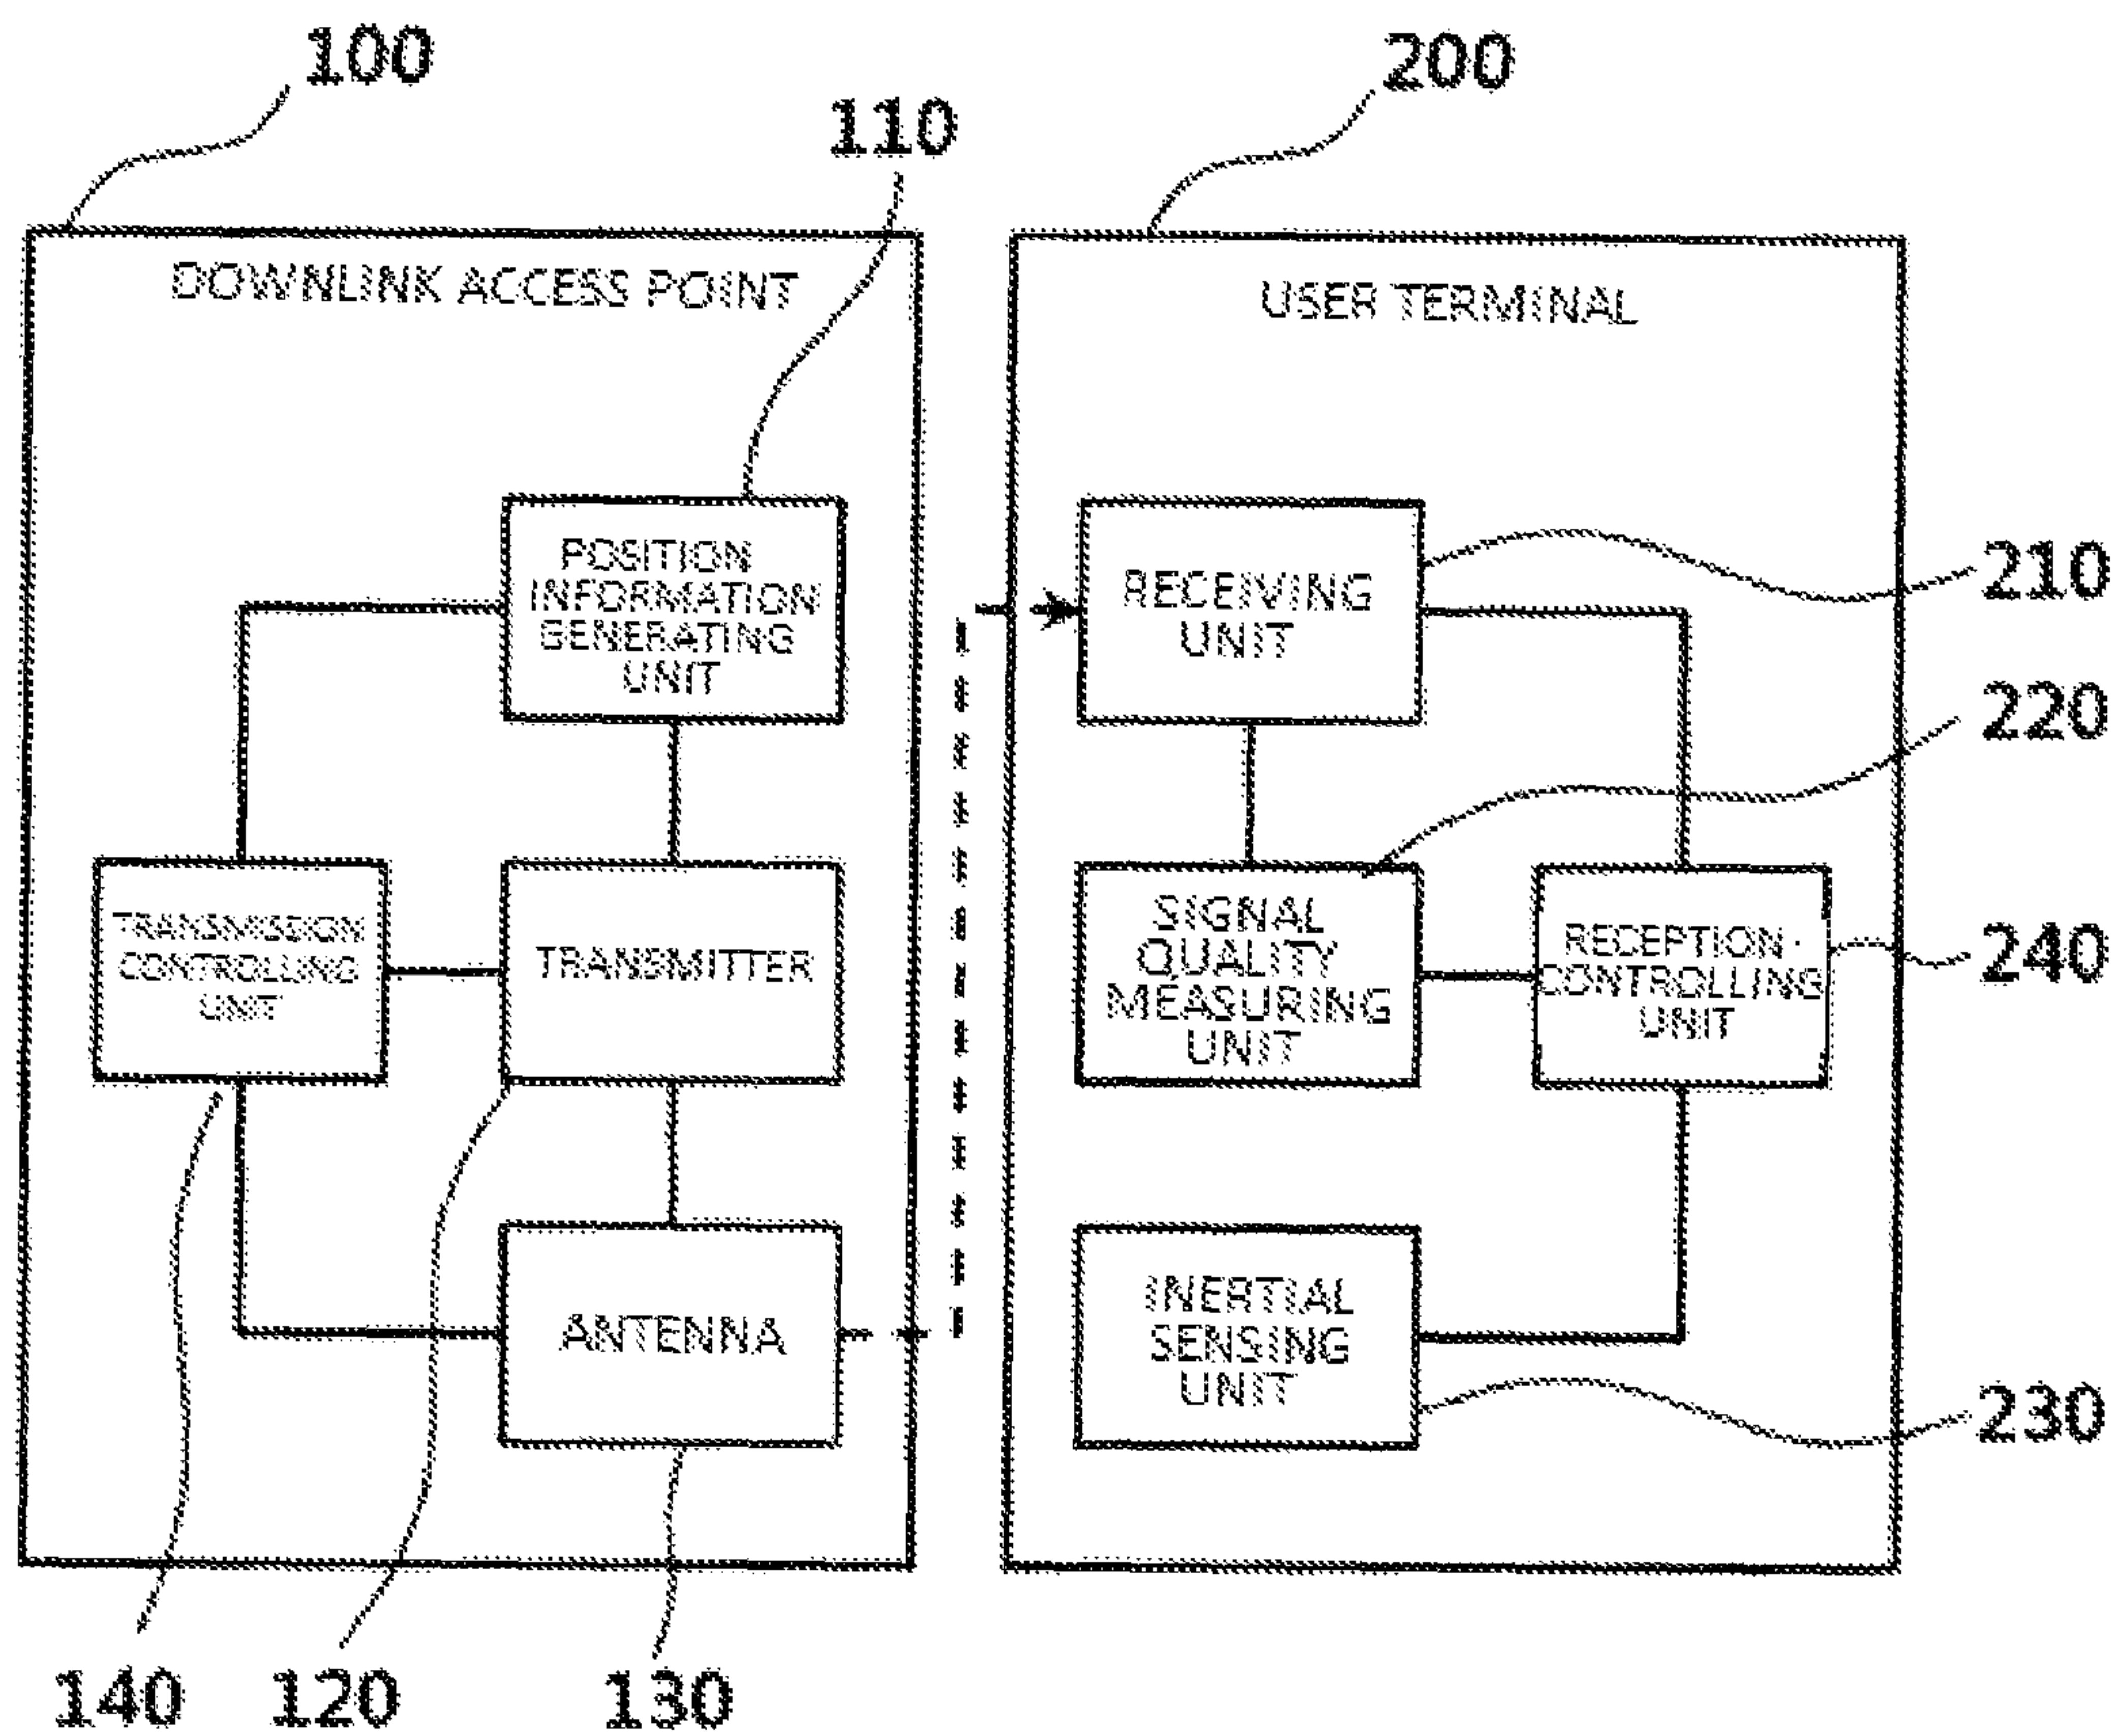 100
200
110
DOWNLINK ACCESS POINT
USER TERMINAL
POSITION
INFORMATION
GENERATING
UNIT
RECEIVING
UNIT
210
220
TRANSMISSION
CONTROLLING
UNIT
TRANSMITTER
SIGNAL
QUALITY
MEASURING
UNIT
RECEPTION
CONTROLLING
UNIT
240
ANTENNA
INERTIAL
SENSING
UNIT
230
140
120
130